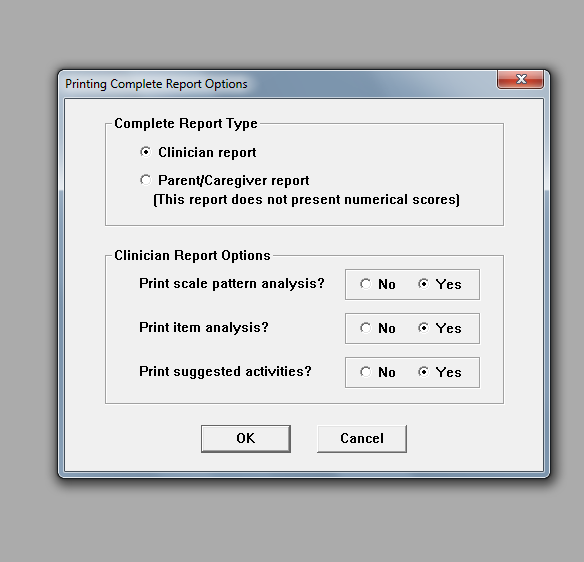 Printing Complete Report Options
Complete Report Type
Clinician report
Parent/Caregiver report
(This report does not present numerical scores)
Clinician Report Options
Print scale pattern analysis? No Yes
Print item analysis? No Yes
Print suggested activities? No Yes
OK Cancel